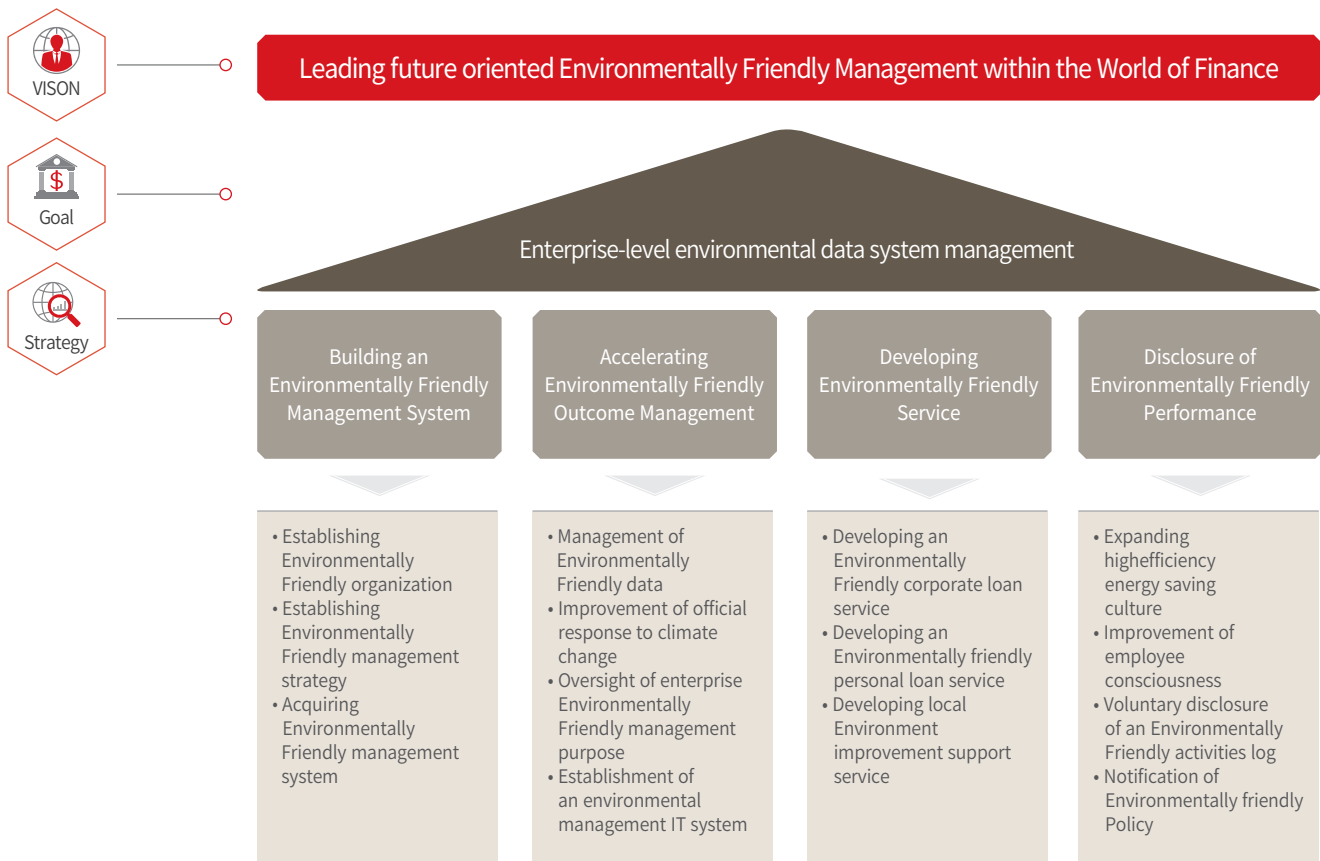 VISON
Leading future oriented Environmentally Friendly Management within the World of Finance
Goal
Enterprise-level environmental data system management
Strategy
Building an
Environmentally Friendly
Management System
Accelerating
Environmentally Friendly
Outcome Management
Developing
Environmentally Friendly
Service
Disclosure of
Environmentally Friendly
Performance
• Establishing
Environmentally
Friendly organization
• Establishing
Environmentally
Friendly management
strategy
• Acquiring
Environmentally
Friendly management
system
• Management of
Environmentally
Friendly data
• Improvement of official
response to climate
change
• Oversight of enterprise
Environmentally
Friendly management
purpose
• Establishment of
an environmental
management IT system
• Developing an
Environmentally
Friendly corporate loan
service
• Developing an
Environmentally friendly
personal loan service
• Developing local
Environment
improvement support
service
• Expanding
highefficiency
energy saving
culture
• Improvement of
employee
consciousness
• Voluntary disclosure
of an Environmentally
Friendly activities log
• Notification of
Environmentally friendly
Policy